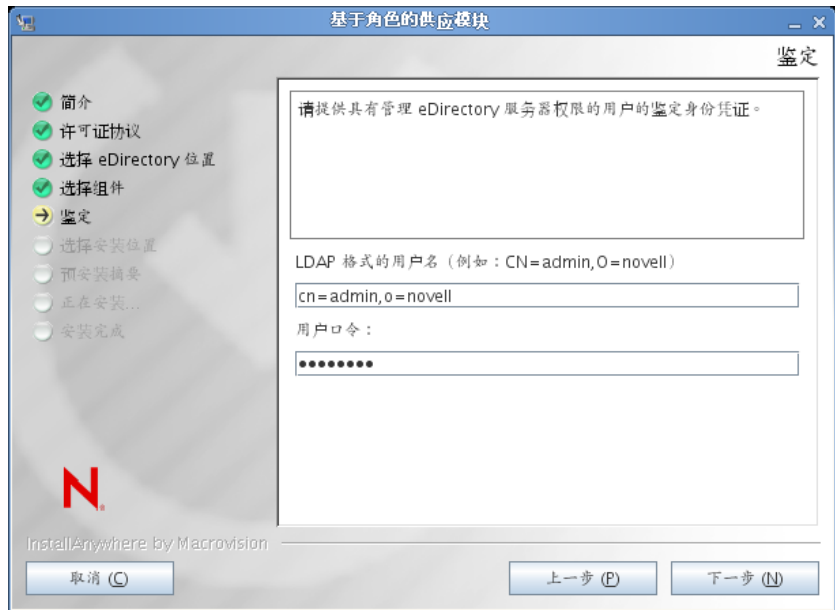 基于角色的供应模块
鉴定
简介
许可证协议
选择 eDirectory 位置
选择组件
鉴定
选择安装位置
预安装摘要
正在安装...
安装完成
请提供具有管理 eDirectory 服务器权限的用户的鉴定身份凭证。
LDAP 格式的用户名（例如：CN=admin,O=novell）
cn=admin,o=novell
用户口令：
●●●●●●●●
N
InstallAnywhere by Macrovision
取消 (C)
上一步 (P)
下一步 (N)